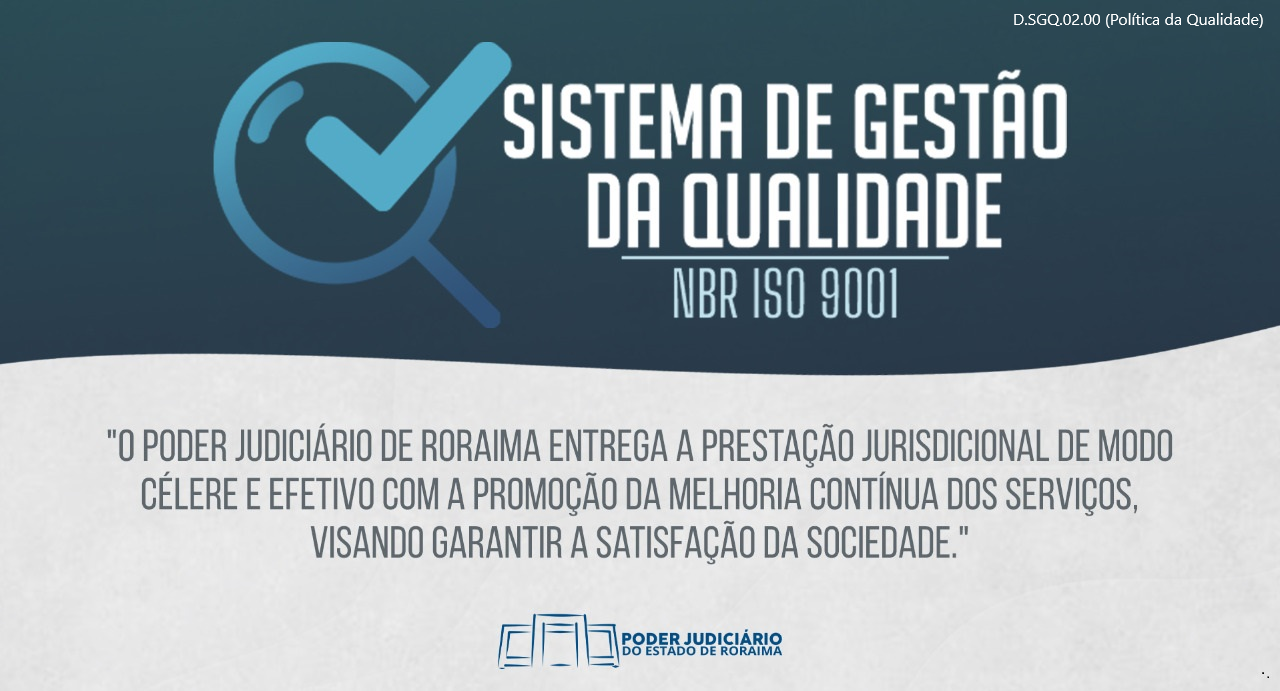 D.SGQ.02.00 (Política da Qualidade)
SISTEMA DE GESTÃO
DA QUALIDADE
NBR ISO 9001
"O PODER JUDICIÁRIO DE RORAIMA ENTREGA A PRESTAÇÃO JURISDICIONAL DE MODO
CÉLERE E EFETIVO COM A PROMOÇÃO DA MELHORIA CONTÍNUA DOS SERVIÇOS,
VISANDO GARANTIR A SATISFAÇÃO DA SOCIEDADE."
PODER JUDICIÁRIO
DO ESTADO DE RORAIMA